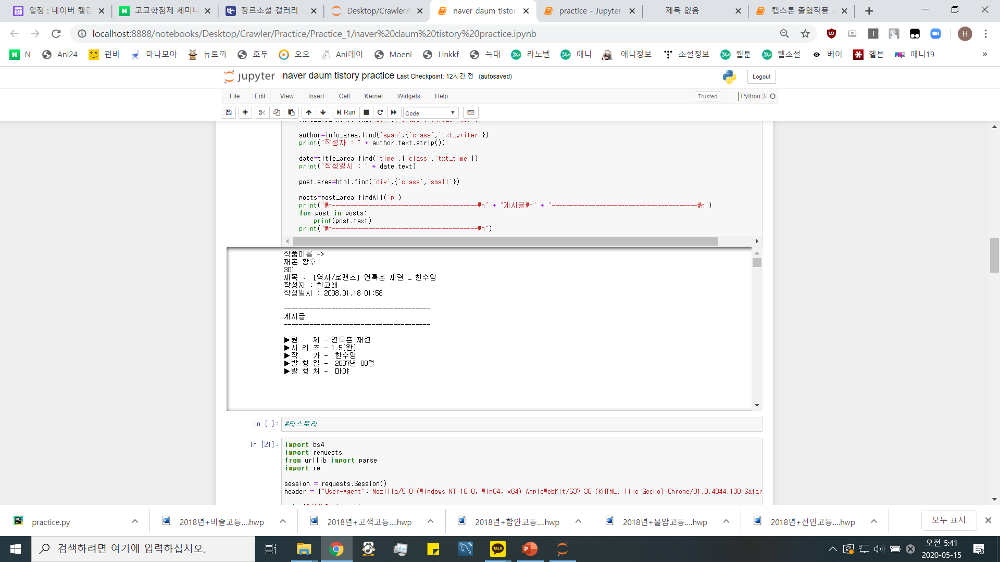 일정 : 네이버 캘린
고교학점제 세미나
장르소설 갤러리
Desktop/Crawler/P
naver daum tistor
practice - Jupyter
제목 없음
캡스톤 졸업작품 -
localhost:8888/notebooks/Desktop/Crawler/Practice/Practice_1/naver%20daum%20tistory%20practice.ipynb
H
N Ani24 펀비 마나모아 뉴토끼 호두 오오 Ani데이 Moeni Linkkf 늑대 라노벨 애니 애니정보 소설정보 웹툰 웹소설 베이 헬븐 애니19 »
jupyter naver daum tistory practice Last Checkpoint: 12시간 전 (autosaved) Logout
File Edit View Insert Cell Kernel Widgets Help Trusted Python 3
Run Code
author=info_area.find('span',{'class','txt_writer'})
print("작성자 : " + author.text.strip())
date=title_area.find('time',{'class','txt_time'})
print("작성일시 : " + date.text)
post_area=html.find('div',{'class','small'})
posts=post_area.findAll('p')
print("₩n----------------------------------------₩n" + "게시글₩n" + "----------------------------------------₩n")
for post in posts:
print(post.text)
print("₩n----------------------------------------₩n")
작품이름 ->
재혼 황후
301
제목 : 【역사/로맨스】연록흔 재련 _ 한수영
작성자 : 흰고래
작성일시 : 2008.01.18 01:58
----------------------------------------
게시글
----------------------------------------
▶원 제 - 연록흔 재련
▶시 리 즈 - 1_5[완]
▶작 가 - 한수영
▶발 행 일 - 2007년 08월
▶발 행 처 - 마야
In [ ]: #티스토리
In [21]: import bs4
import requests
from urllib import parse
import re
session = requests.Session()
header = {"User-Agent":"Mozilla/5.0 (Windows NT 10.0; Win64; x64) AppleWebKit/537.36 (KHTML, like Gecko) Chrome/81.0.4044.138 Safar
practice.py
2018년+비슬고등....hwp
2018년+고색고등....hwp
2018년+함안고등....hwp
2018년+불암고등....hwp
2018년+선인고등....hwp
모두 표시
검색하려면 여기에 입력하십시오.
TALK
오전 5:41
2020-05-15